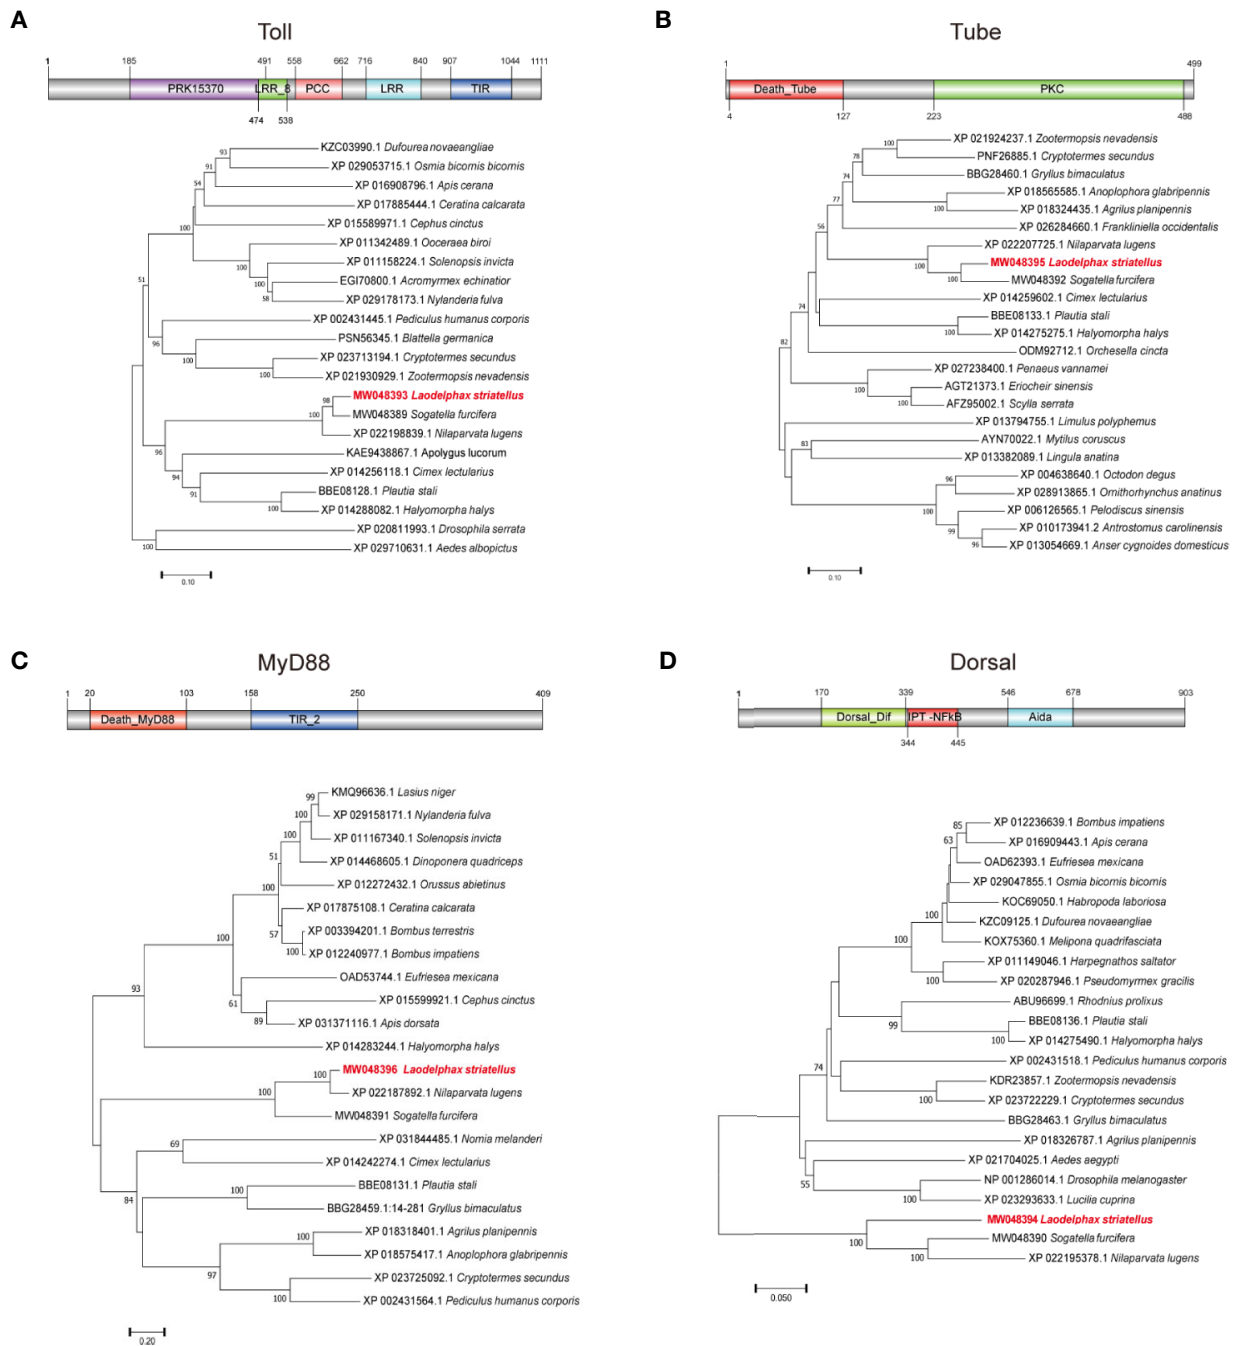 A
Toll
1 185 491 558 662 716 840 907 1044 1111
PRK15370 LRR_8 PCC LRR TIR
474 538
KZC03990.1 Dufourea novaeangliae
93
XP 029053715.1 Osmia bicornis bicornis
91
XP 016908796.1 Apis cerana
54
XP 017885444.1 Ceratina calcarata
XP 015589971.1 Cephus cinctus
100
XP 011342489.1 Ooceraea biroi
XP 011158224.1 Solenopsis invicta
100
EGI70800.1 Acromyrmex echinatior
100
XP 029178173.1 Nylanderia fulva
58
51
XP 002431445.1 Pediculus humanus corporis
PSN56345.1 Blattella germanica
96
XP 023713194.1 Cryptotermes secundus
100
XP 021930929.1 Zootermopsis nevadensis
100
MW048393 Laodelphax striatellus
98
MW048389 Sogatella furcifera
100
XP 022198839.1 Nilaparvata lugens
KAE9438867.1 Apolygus lucorum
96
XP 014256118.1 Cimex lectularius
94
BBE08128.1 Plautia stali
91
XP 014288082.1 Halyomorpha halys
100
XP 020811993.1 Drosophila serrata
XP 029710631.1 Aedes albopictus
100
0.10
B
Tube
1 499
Death_Tube PKC
4 127 223 488
XP 021924237.1 Zootermopsis nevadensis
100
PNF26885.1 Cryptotermes secundus
78
BBG28460.1 Gryllus bimaculatus
74
XP 018565585.1 Anoplophora glabripennis
77
XP 018324435.1 Agrilus planipennis
100
XP 026284660.1 Frankliniella occidentalis
56
XP 022207725.1 Nilaparvata lugens
MW048395 Laodelphax striatellus
100
MW048392 Sogatella furcifera
100
XP 014259602.1 Cimex lectularius
74
BBE08133.1 Plautia stali
XP 014275275.1 Halyomorpha halys
100
82
ODM92712.1 Orchesella cincta
XP 027238400.1 Penaeus vannamei
AGT21373.1 Eriocheir sinensis
100
AFZ95002.1 Scylla serrata
100
XP 013794755.1 Limulus polyphemus
AYN70022.1 Mytilus coruscus
83
XP 013382089.1 Lingula anatina
XP 004638640.1 Octodon degus
96
XP 028913865.1 Ornithorhynchus anatinus
XP 006126565.1 Pelodiscus sinensis
100
XP 010173941.2 Antrostomus carolinensis
99
XP 013054669.1 Anser cygnoides domesticus
96
0.10
C
MyD88
1 20 103 158 250 409
Death_MyD88 TIR_2
KMQ96636.1 Lasius niger
99
XP 029158171.1 Nylanderia fulva
100
XP 011167340.1 Solenopsis invicta
100
XP 014468605.1 Dinoponera quadriceps
51
XP 012272432.1 Orussus abietinus
100
XP 017875108.1 Ceratina calcarata
XP 003394201.1 Bombus terrestris
57
XP 012240977.1 Bombus impatiens
100
100
OAD53744.1 Eufriesea mexicana
XP 015599921.1 Cephus cinctus
61
XP 031371116.1 Apis dorsata
89
93
XP 014283244.1 Halyomorpha halys
MW048396 Laodelphax striatellus
100
XP 022187892.1 Nilaparvata lugens
100
MW048391 Sogatella furcifera
XP 031844485.1 Nomia melanderi
69
XP 014242274.1 Cimex lectularius
BBE08131.1 Plautia stali
84
100
BBG28459.1:14-281 Gryllus bimaculatus
XP 018318401.1 Agrilus planipennis
100
XP 018575417.1 Anoplophora glabripennis
97
XP 023725092.1 Cryptotermes secundus
100
XP 002431564.1 Pediculus humanus corporis
0.20
D
Dorsal
1 170 339 546 678 903
Dorsal_Dif IPT -NFkB Aida
344 445
XP 012236639.1 Bombus impatiens
85
XP 016909443.1 Apis cerana
63
OAD62393.1 Eufriesea mexicana
XP 029047855.1 Osmia bicornis bicornis
KOC69050.1 Habropoda laboriosa
100
KZC09125.1 Dufourea novaeangliae
KOX75360.1 Melipona quadrifasciata
100
XP 011149046.1 Harpegnathos saltator
XP 020287946.1 Pseudomyrmex gracilis
100
ABU96699.1 Rhodnius prolixus
BBE08136.1 Plautia stali
99
XP 014275490.1 Halyomorpha halys
100
XP 002431518.1 Pediculus humanus corporis
74
KDR23857.1 Zootermopsis nevadensis
XP 023722229.1 Cryptotermes secundus
100
BBG28463.1 Gryllus bimaculatus
XP 018326787.1 Agrilus planipennis
XP 021704025.1 Aedes aegypti
NP 001286014.1 Drosophila melanogaster
55
XP 023293633.1 Lucilia cuprina
100
MW048394 Laodelphax striatellus
MW048390 Sogatella furcifera
100
XP 022195378.1 Nilaparvata lugens
100
0.050